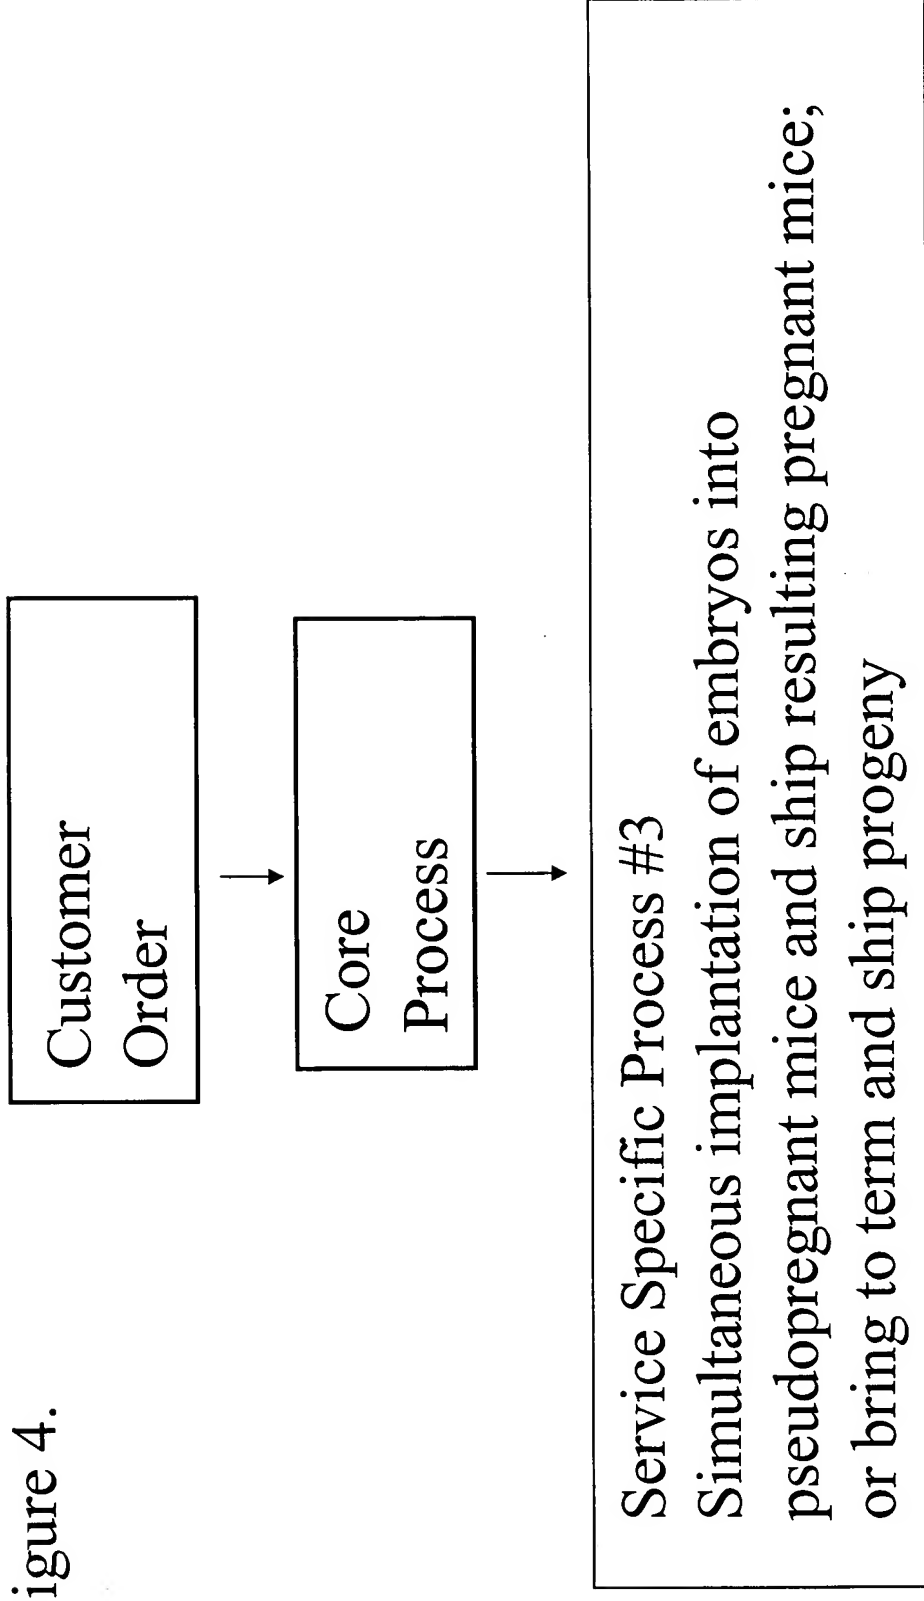 igure 4.
Customer
Order
Core
Process
Service Specific Process #3
Simultaneous implantation of embryos into
pseudopregnant mice and ship resulting pregnant mice;
or bring to term and ship progeny